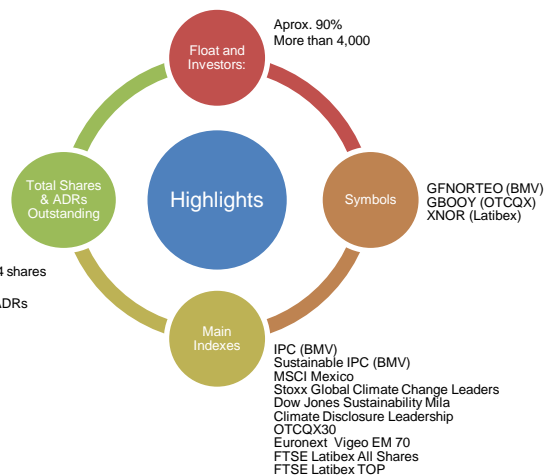 Float and
Investors:
Aprox. 90%
More than 4,000
Highlights
Symbols
GFNORTEO (BMV)
GBOOY (OTCQX)
XNOR (Latibex)
Total Shares
& ADRs
Outstanding
shares
ADRs
Main
Indexes
IPC (BMV)
Sustainable IPC (BMV)
MSCI Mexico
Stoxx Global Climate Change Leaders
Dow Jones Sustainability Mila
Climate Disclosure Leadership
OTCQX30
Euronext Vigeo EM 70
FTSE Latibex All Shares
FTSE Latibex TOP